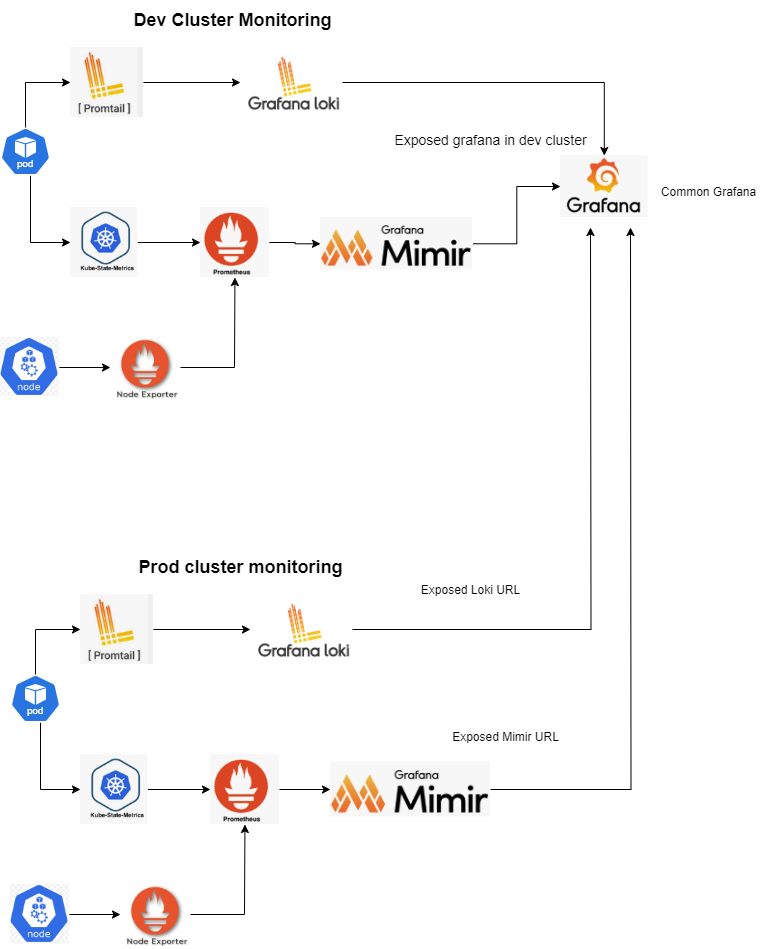 Dev Cluster Monitoring
[ Promtail ]
Grafana loki
pod
Exposed grafana in dev cluster
Grafana
Common Grafana
Kube-State-Metrics
Prometheus
Grafana
Mimir
node
Node Exporter
Prod cluster monitoring
Exposed Loki URL
[ Promtail ]
Grafana loki
pod
Exposed Mimir URL
Kube-State-Metrics
Prometheus
Grafana
Mimir
node
Node Exporter